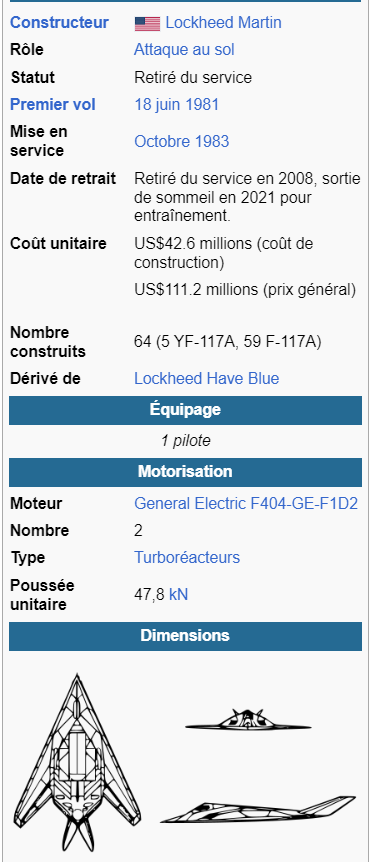 Constructeur Lockheed Martin
Rôle Attaque au sol
Statut Retiré du service
Premier vol 18 juin 1981
Mise en
service Octobre 1983
Date de retrait Retiré du service en 2008, sortie
de sommeil en 2021 pour
entraînement.
Coût unitaire US$42.6 millions (coût de
construction)
US$111.2 millions (prix général)
Nombre
construits 64 (5 YF-117A, 59 F-117A)
Dérivé de Lockheed Have Blue
Équipage
1 pilote
Motorisation
Moteur General Electric F404-GE-F1D2
Nombre 2
Type Turboréacteurs
Poussée
unitaire 47,8 kN
Dimensions